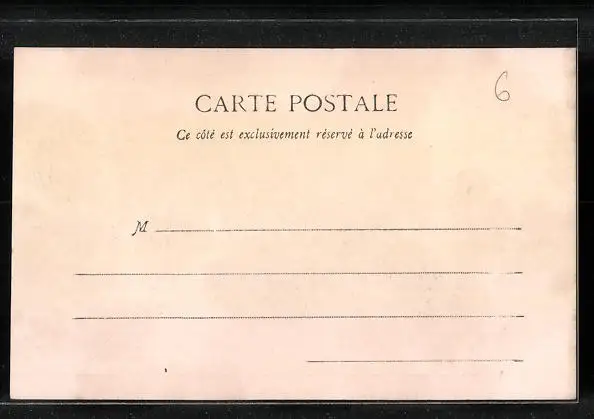 6
CARTE POSTALE
Ce côté est exclusivement réservé à l'adresse
M